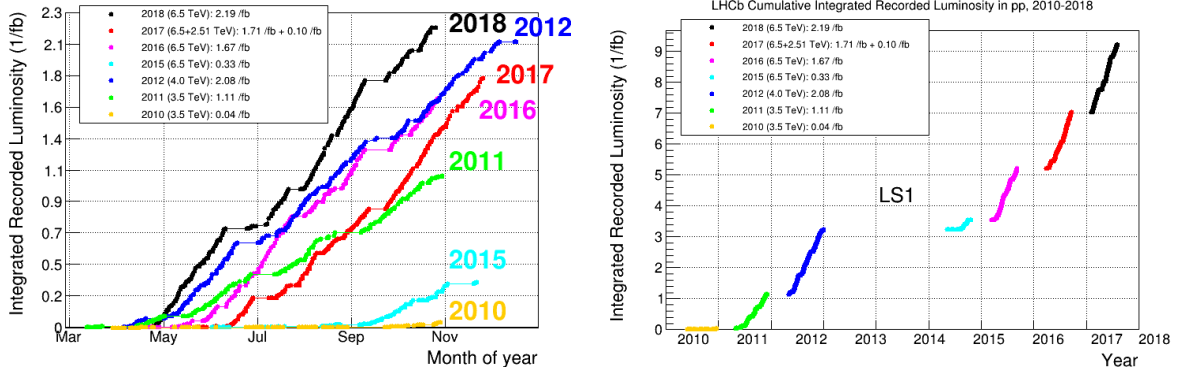 2018 (6.5 TeV): 2.19 /fb
2017 (6.5+2.51 TeV): 1.71 /fb + 0.10 /fb
2016 (6.5 TeV): 1.67 /fb
2015 (6.5 TeV): 0.33 /fb
2012 (4.0 TeV): 2.08 /fb
2011 (3.5 TeV): 1.11 /fb
2010 (3.5 TeV): 0.04 /fb
2018
2012
2017
2016
2011
2015
2010
Integrated Recorded Luminosity (1/fb)
2.3
2.1
1.8
1.6
1.4
1.1
0.9
0.7
0.5
0.2
0
Mar May Jul Sep Nov
Month of year
LHCb Cumulative Integrated Recorded Luminosity in pp, 2010-2018
2018 (6.5 TeV): 2.19 /fb
2017 (6.5+2.51 TeV): 1.71 /fb + 0.10 /fb
2016 (6.5 TeV): 1.67 /fb
2015 (6.5 TeV): 0.33 /fb
2012 (4.0 TeV): 2.08 /fb
2011 (3.5 TeV): 1.11 /fb
2010 (3.5 TeV): 0.04 /fb
LS1
Integrated Recorded Luminosity (1/fb)
9
8
7
6
5
4
3
2
1
0
2010 2011 2012 2013 2014 2015 2016 2017 2018
Year